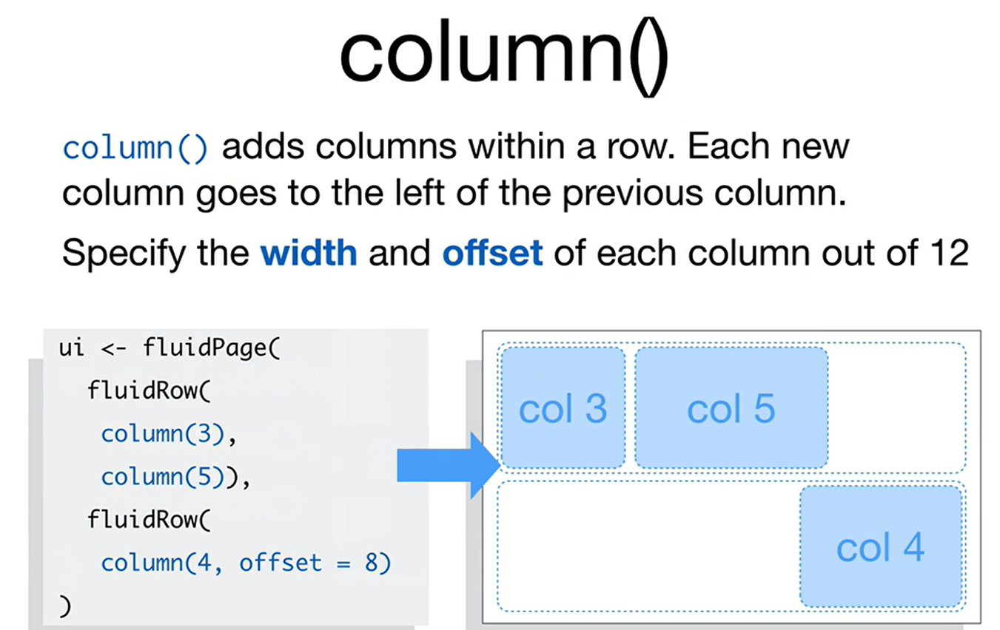 column()
column() adds columns within a row. Each new
column goes to the left of the previous column.
Specify the width and offset of each column out of 12
ui <- fluidPage(
fluidRow(
column(3),
column(5)),
fluidRow(
column(4, offset = 8)
)
col 3
col 5
col 4